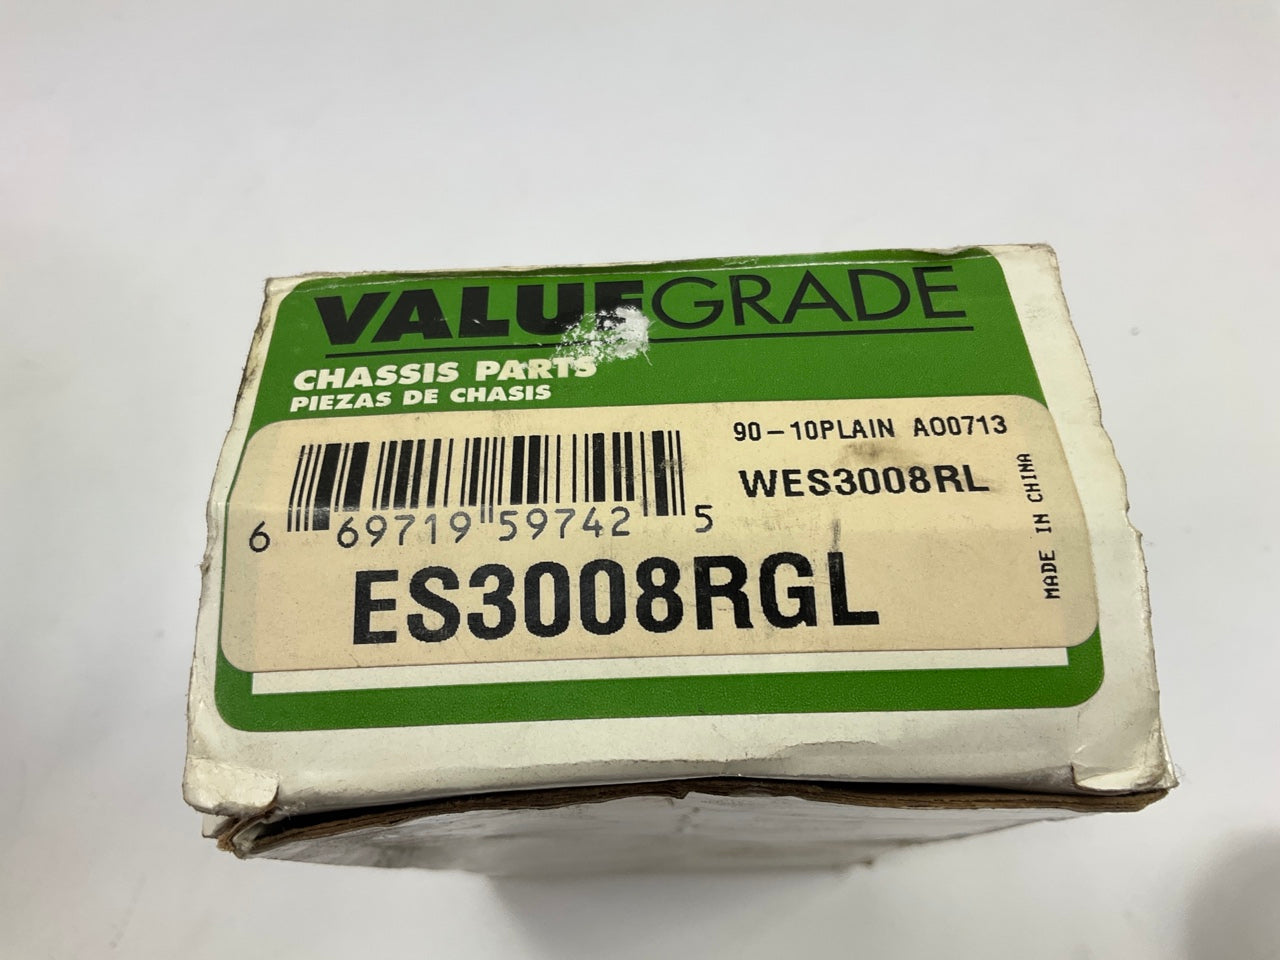 VALUEGRADE
CHASSIS PARTS
PIEZAS DE CHASIS
90-10PLAIN A00713
WES3008RL
MADE IN CHINA
6 69719 59742 5
ES3008RGL